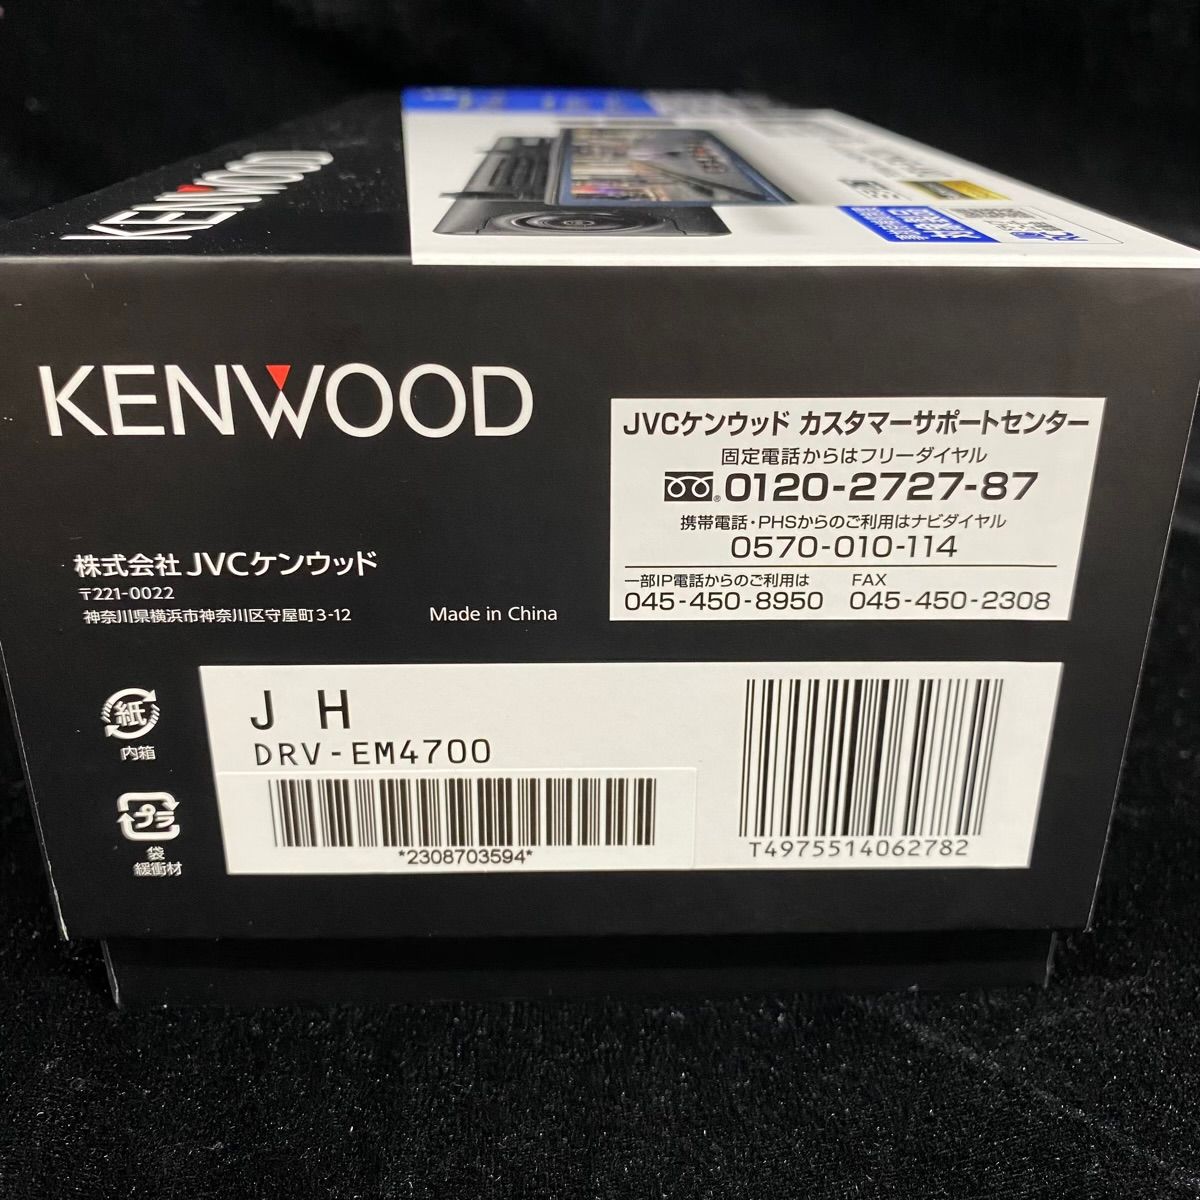 KENWOOD
KENWOOD
JVCケンウッド カスタマーサポートセンター
固定電話からはフリーダイヤル
0120-2727-87
携帯電話・PHSからのご利用はナビダイヤル
0570-010-114
一部IP電話からのご利用は FAX
045-450-8950 045-450-2308
株式会社 JVCケンウッド
〒221-0022
神奈川県横浜市神奈川区守屋町3-12
Made in China
紙
内箱
プラ
袋
緩衝材
J H
DRV-EM4700
*2308703594*
T4975514062782